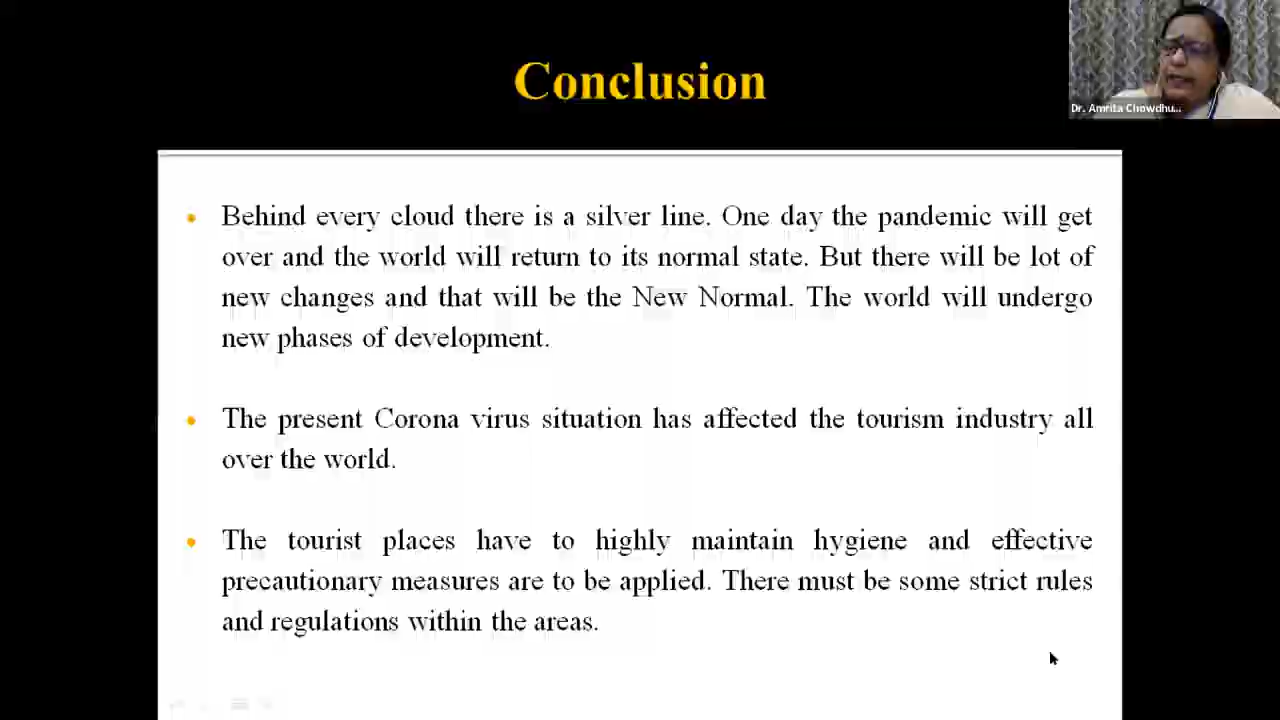 Conclusion
Dr. Amrita Chowdhu...
Behind every cloud there is a silver line. One day the pandemic will get
over and the world will return to its normal state. But there will be lot of
new changes and that will be the New Normal. The world will undergo
new phases of development.
The present Corona virus situation has affected the tourism industry all
over the world.
The tourist places have to highly maintain hygiene and effective
precautionary measures are to be applied. There must be some strict rules
and regulations within the areas.